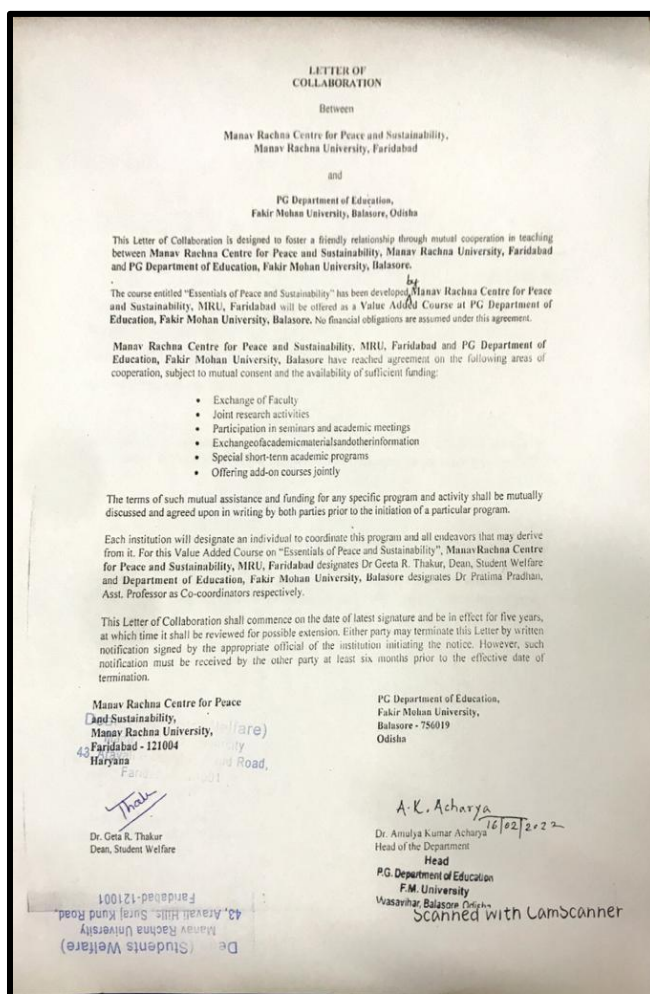 LETTER OF
COLLABORATION
Between
Manav Rachna Centre for Peace and Sustainability,
Manav Rachna University, Faridabad
and
PG Department of Education,
Fakir Mohan University, Balasore, Odisha
This Letter of Collaboration is designed to foster a friendly relationship through mutual cooperation in teaching
between Manav Rachna Centre for Peace and Sustainability, Manav Rachna University, Faridabad
and PG Department of Education, Fakir Mohan University, Balasore.
The course entitled "Essentials of Peace and Sustainability" has been developed by Manav Rachna Centre for Peace
and Sustainability, MRU, Faridabad will be offered as a Value Added Course at PG Department of
Education, Fakir Mohan University, Balasore. No financial obligations are assumed under this agreement.
Manav Rachna Centre for Peace and Sustainability, MRU, Faridabad and PG Department of
Education, Fakir Mohan University, Balasore have reached agreement on the following areas of
cooperation, subject to mutual consent and the availability of sufficient funding:
• Exchange of Faculty
• Joint research activities
• Participation in seminars and academic meetings
• Exchangeofacademicmaterialsandotherinformation
• Special short-term academic programs
• Offering add-on courses jointly
The terms of such mutual assistance and funding for any specific program and activity shall be mutually
discussed and agreed upon in writing by both parties prior to the initiation of a particular program.
Each institution will designate an individual to coordinate this program and all endeavors that may derive
from it. For this Value Added Course on "Essentials of Peace and Sustainability", ManavRachna Centre
for Peace and Sustainability, MRU, Faridabad designates Dr Geeta R. Thakur, Dean, Student Welfare
and Department of Education, Fakir Mohan University, Balasore designates Dr Pratima Pradhan,
Asst. Professor as Co-coordinators respectively.
This Letter of Collaboration shall commence on the date of latest signature and be in effect for five years,
at which time it shall be reviewed for possible extension. Either party may terminate this Letter by written
notification signed by the appropriate official of the institution initiating the notice. However, such
notification must be received by the other party at least six months prior to the effective date of
termination.
Manav Rachna Centre for Peace
and Sustainability,
Manav Rachna University,
Faridabad - 121004
Haryana
elfare)
Road,
Thak
Dr. Geta R. Thakur
Dean, Student Welfare
PG Department of Education,
Fakir Mohan University,
Balasore - 756019
Odisha
A.K. Acharya
16/02/2022
Dr. Amulya Kumar Acharya
Head of the Department
Head
P.G. Department of Education
F.M. University
Vyasavihar, Balasore Odisha
Scanned with CamScanner
De (Students Welfare)
Manav Rachna University
43, Aravali Hills, Suraj Kund Road,
Faridabad-121001